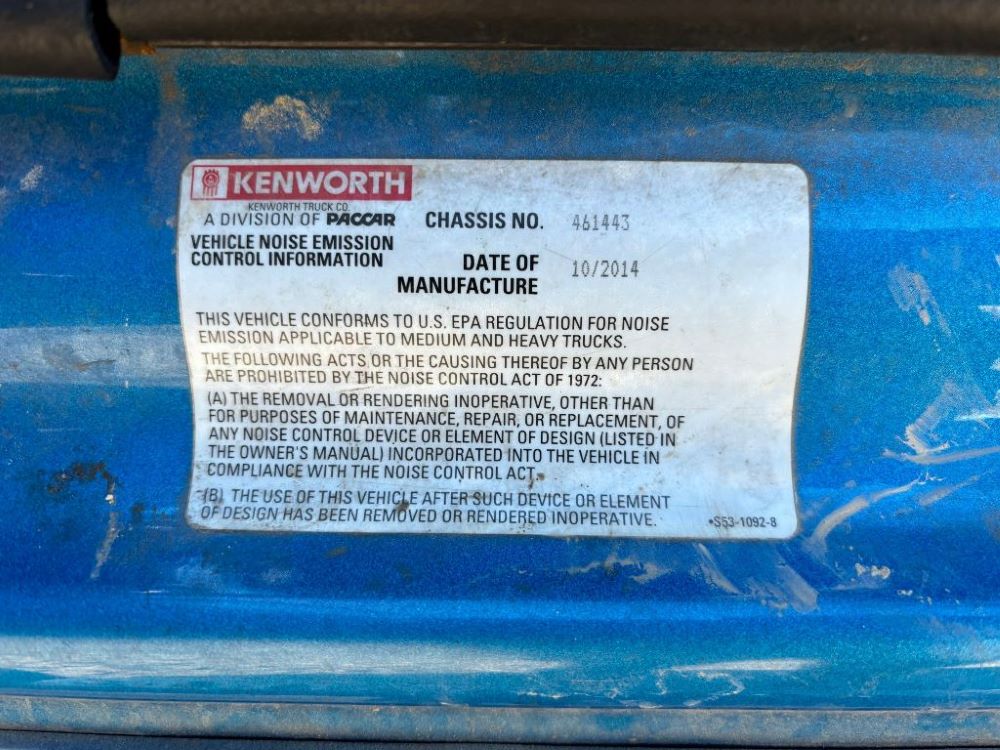 KENWORTH
KENWORTH TRUCK CO.
A DIVISION OF PACCAR
CHASSIS NO. 461443
VEHICLE NOISE EMISSION
CONTROL INFORMATION
DATE OF
MANUFACTURE
10/2014
THIS VEHICLE CONFORMS TO U.S. EPA REGULATION FOR NOISE
EMISSION APPLICABLE TO MEDIUM AND HEAVY TRUCKS.
THE FOLLOWING ACTS OR THE CAUSING THEREOF BY ANY PERSON
ARE PROHIBITED BY THE NOISE CONTROL ACT OF 1972:
(A) THE REMOVAL OR RENDERING INOPERATIVE, OTHER THAN
FOR PURPOSES OF MAINTENANCE, REPAIR, OR REPLACEMENT, OF
ANY NOISE CONTROL DEVICE OR ELEMENT OF DESIGN (LISTED IN
THE OWNER'S MANUAL) INCORPORATED INTO THE VEHICLE IN
COMPLIANCE WITH THE NOISE CONTROL ACT.
(B) THE USE OF THIS VEHICLE AFTER SUCH DEVICE OR ELEMENT
OF DESIGN HAS BEEN REMOVED OR RENDERED INOPERATIVE.
•S53-1092-8